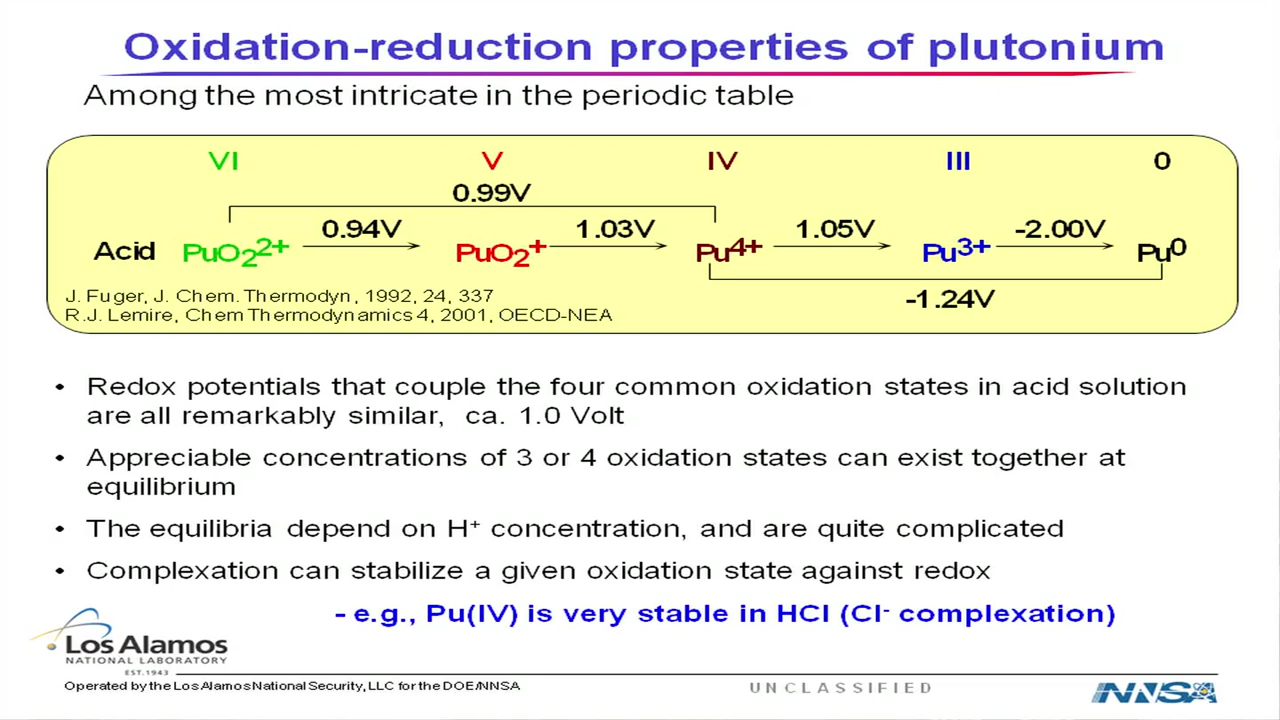 Oxidation-reduction properties of plutonium
Among the most intricate in the periodic table
VI V IV III 0
0.99V
0.94V 1.03V 1.05V -2.00V
Acid PuO₂²⁺ PuO₂⁺ Pu⁴⁺ Pu³⁺ Pu⁰
-1.24V
J. Fuger, J. Chem. Thermodyn, 1992, 24, 337
R.J. Lemire, Chem Thermodynamics 4, 2001, OECD-NEA
• Redox potentials that couple the four common oxidation states in acid solution
are all remarkably similar, ca. 1.0 Volt
• Appreciable concentrations of 3 or 4 oxidation states can exist together at
equilibrium
• The equilibria depend on H⁺ concentration, and are quite complicated
• Complexation can stabilize a given oxidation state against redox
- e.g., Pu(IV) is very stable in HCl (Cl⁻ complexation)
Los Alamos
NATIONAL LABORATORY
EST. 1943
Operated by the Los Alamos National Security, LLC for the DOE/NNSA
UNCLASSIFIED
NNSA